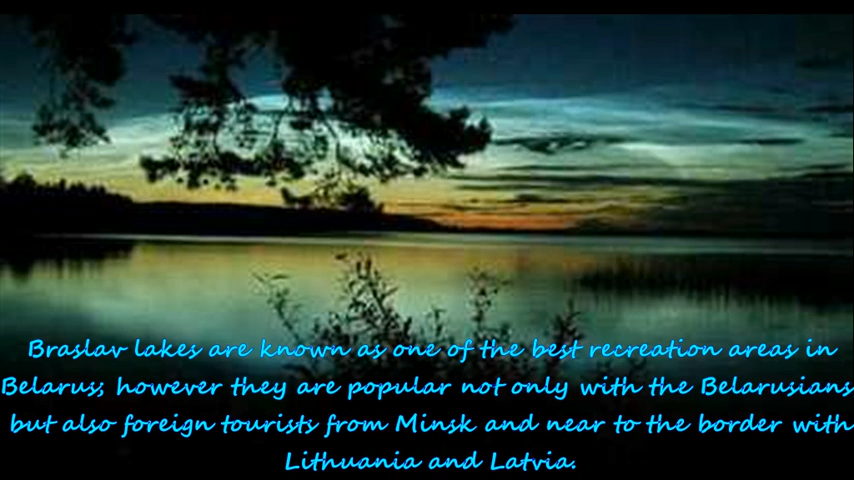 Braslav lakes are known as one of the best recreation areas in
Belarus; however they are popular not only with the Belarusians
but also foreign tourists from Minsk and near to the border with
Lithuania and Latvia.